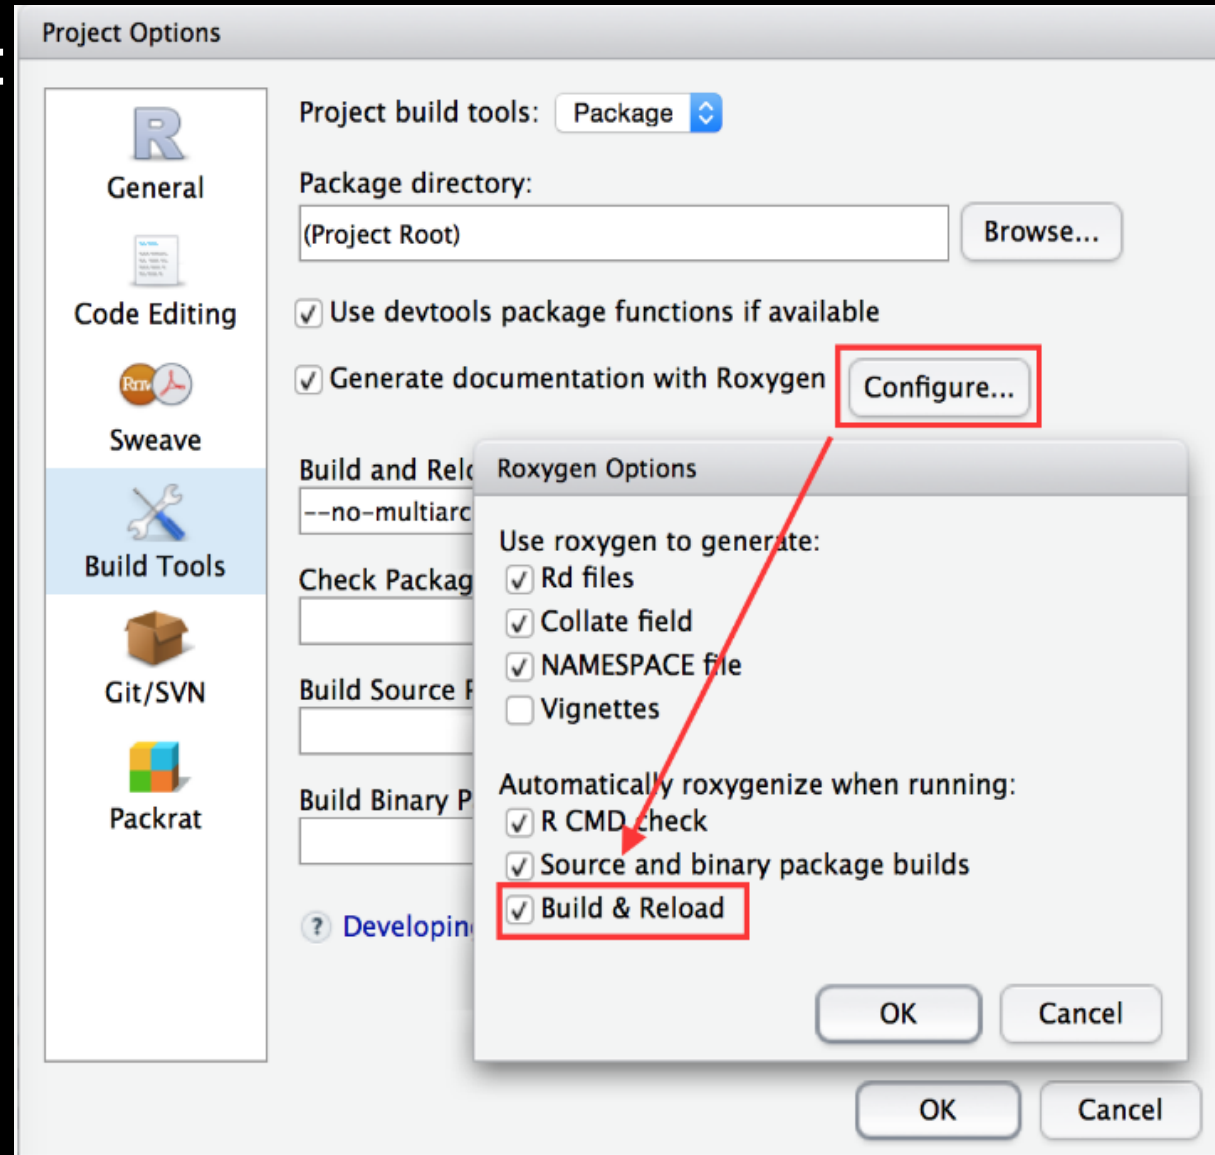 Project Options
General
Code Editing
Rnw
Sweave
Build Tools
Git/SVN
Packrat
Project build tools: Package
Package directory:
(Project Root) Browse...
Use devtools package functions if available
Generate documentation with Roxygen Configure...
Build and Relo
--no-multiarc
Check Packag
Build Source P
Build Binary P
? Developin
Roxygen Options
Use roxygen to generate:
Rd files
Collate field
NAMESPACE file
Vignettes
Automatically roxygenize when running:
R CMD check
Source and binary package builds
Build & Reload
OK Cancel
OK Cancel